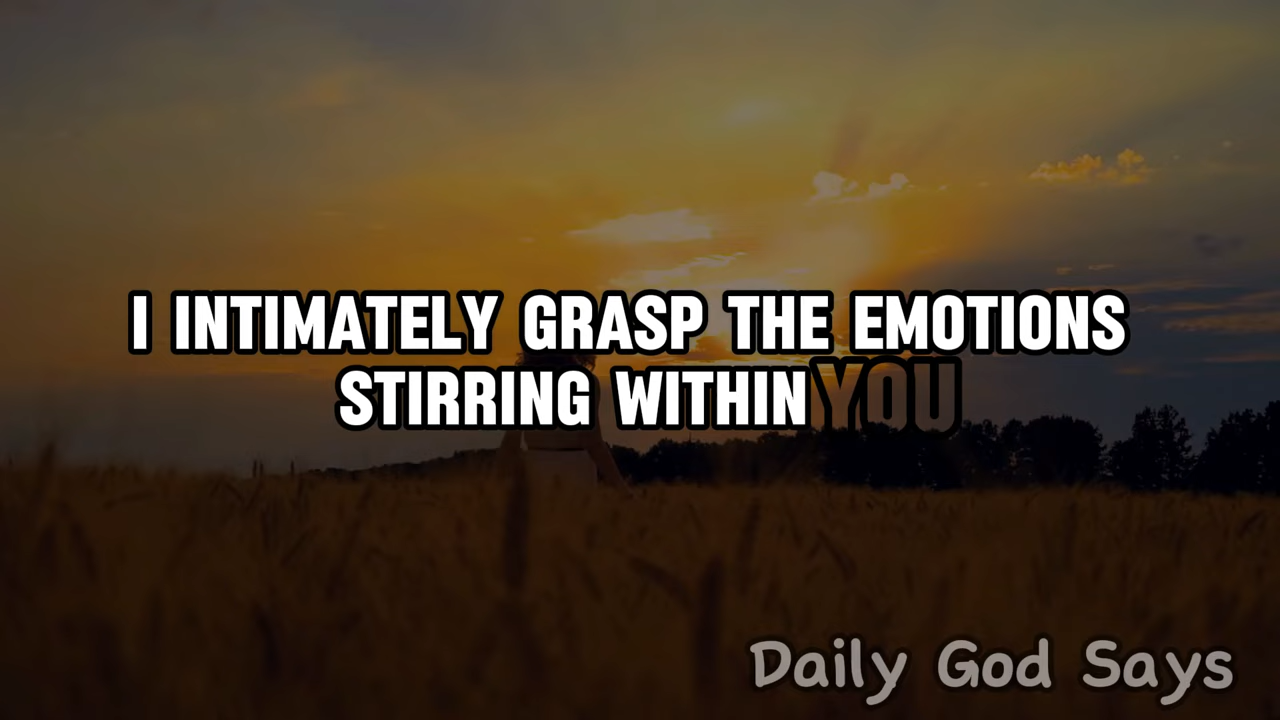 I INTIMATELY GRASP THE EMOTIONS
STIRRING WITHIN YOU
Daily God Says